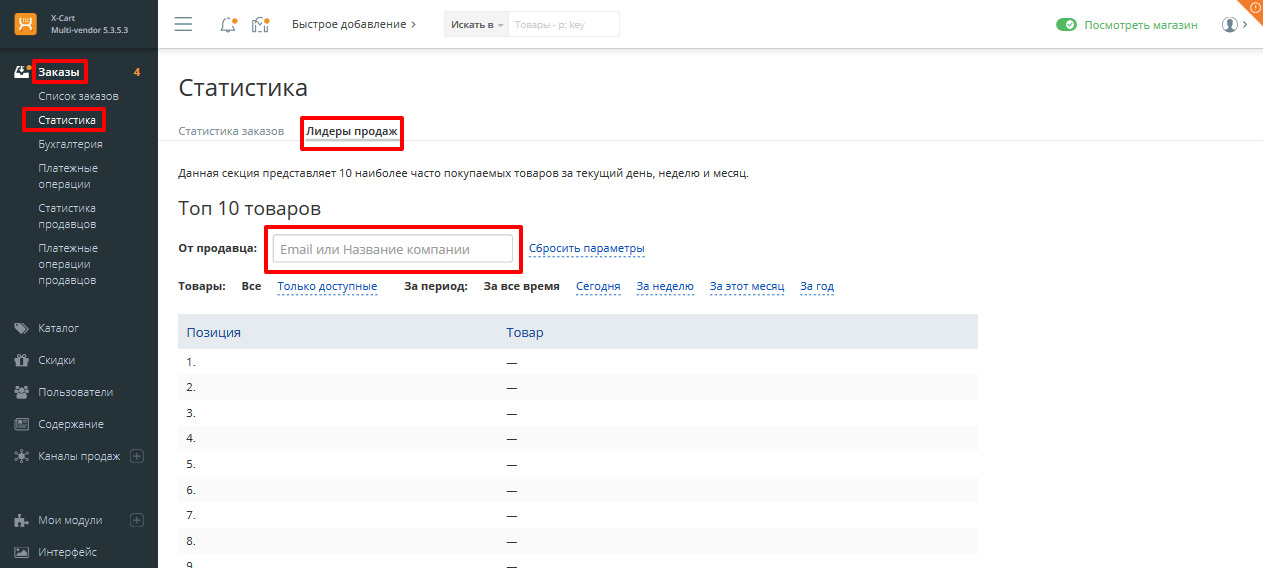 X-Cart
Multi-vendor 5.3.5.3
Быстрое добавление
Искать в
Товары - p: key
Посмотреть магазин
Заказы 4
Список заказов
Статистика
Бухгалтерия
Платежные
операции
Статистика
продавцов
Платежные
операции
продавцов
Каталог
Скидки
Пользователи
Содержание
Каналы продаж
Мои модули
Интерфейс
Статистика
Статистика заказов
Лидеры продаж
Данная секция представляет 10 наиболее часто покупаемых товаров за текущий день, неделю и месяц.
Топ 10 товаров
От продавца: Email или Название компании Сбросить параметры
Товары: Все Только доступные За период: За все время Сегодня За неделю За этот месяц За год
Позиция Товар
1. —
2. —
3. —
4. —
5. —
6. —
7. —
8. —
9. —